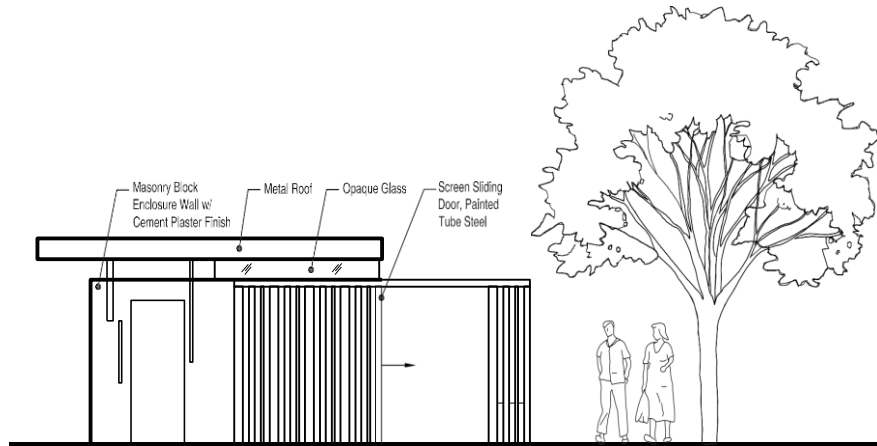 Masonry Block
Enclosure Wall w/
Cement Plaster Finish
Metal Roof
Opaque Glass
Screen Sliding
Door, Painted
Tube Steel